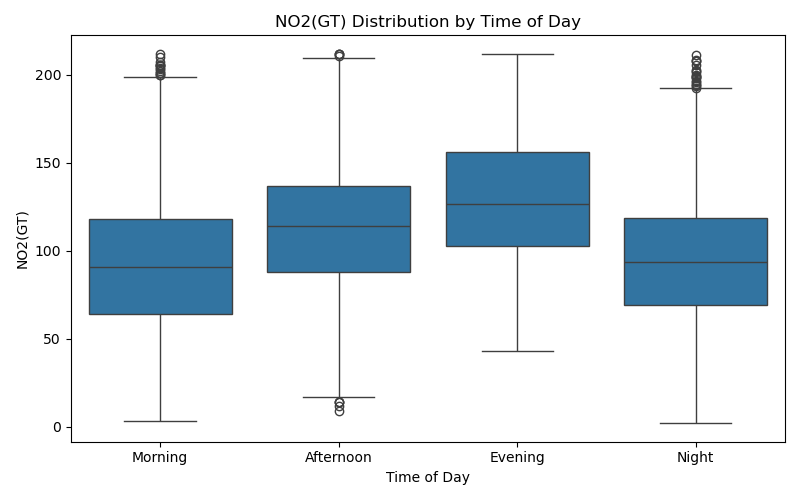 NO2(GT) Distribution by Time of Day
200
150
100
50
0
NO2(GT)
Morning
Afternoon
Evening
Night
Time of Day